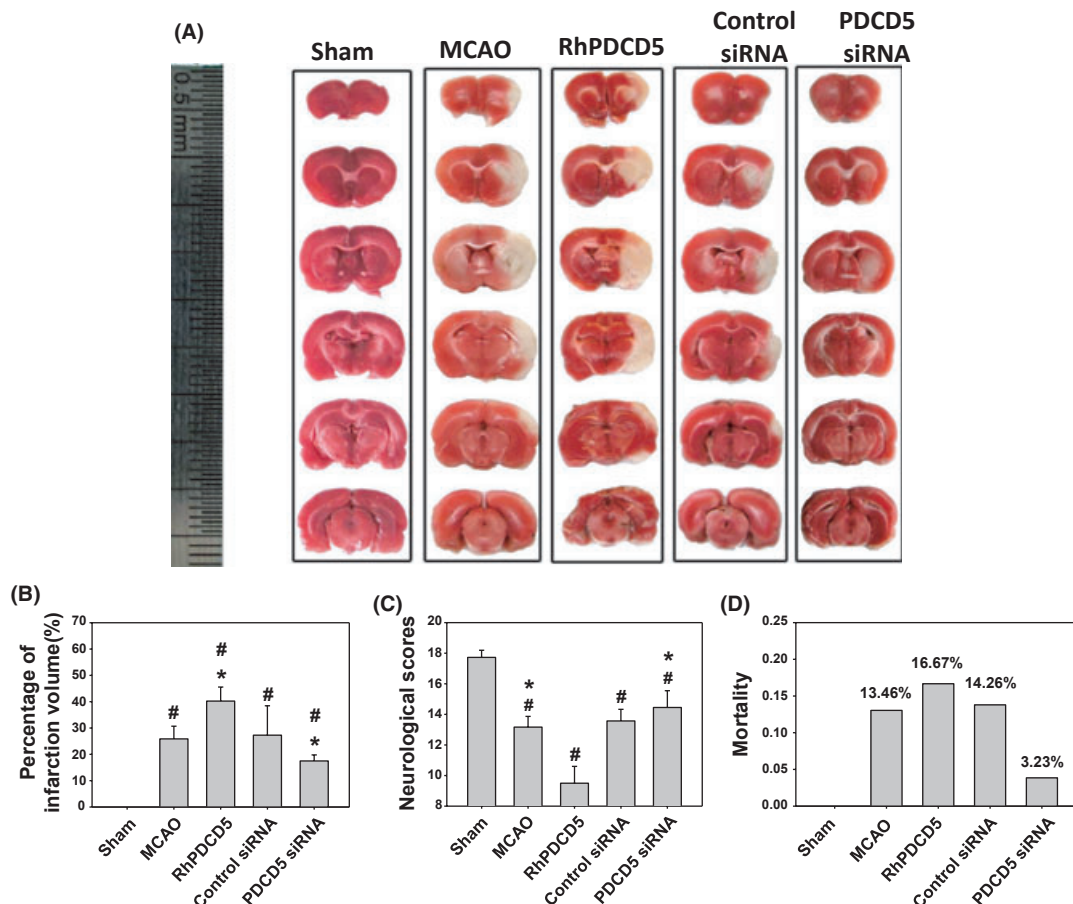 (A)
Sham
MCAO
RhPDCD5
Control
siRNA
PDCD5
siRNA
0.5 mm
(B)
Percentage of
infarction volume(%)
70
60
50
40
30
20
10
0
#
#
*
#
#
*
Sham
MCAO
RhPDCD5
Control siRNA
PDCD5 siRNA
(C)
Neurological scores
20
18
16
14
12
10
8
*
#
#
#
*
#
Sham
MCAO
RhPDCD5
Control siRNA
PDCD5 siRNA
(D)
Mortality
0.25
0.20
0.15
0.10
0.05
0.00
13.46%
16.67%
14.26%
3.23%
Sham
MCAO
RhPDCD5
Control siRNA
PDCD5 siRNA